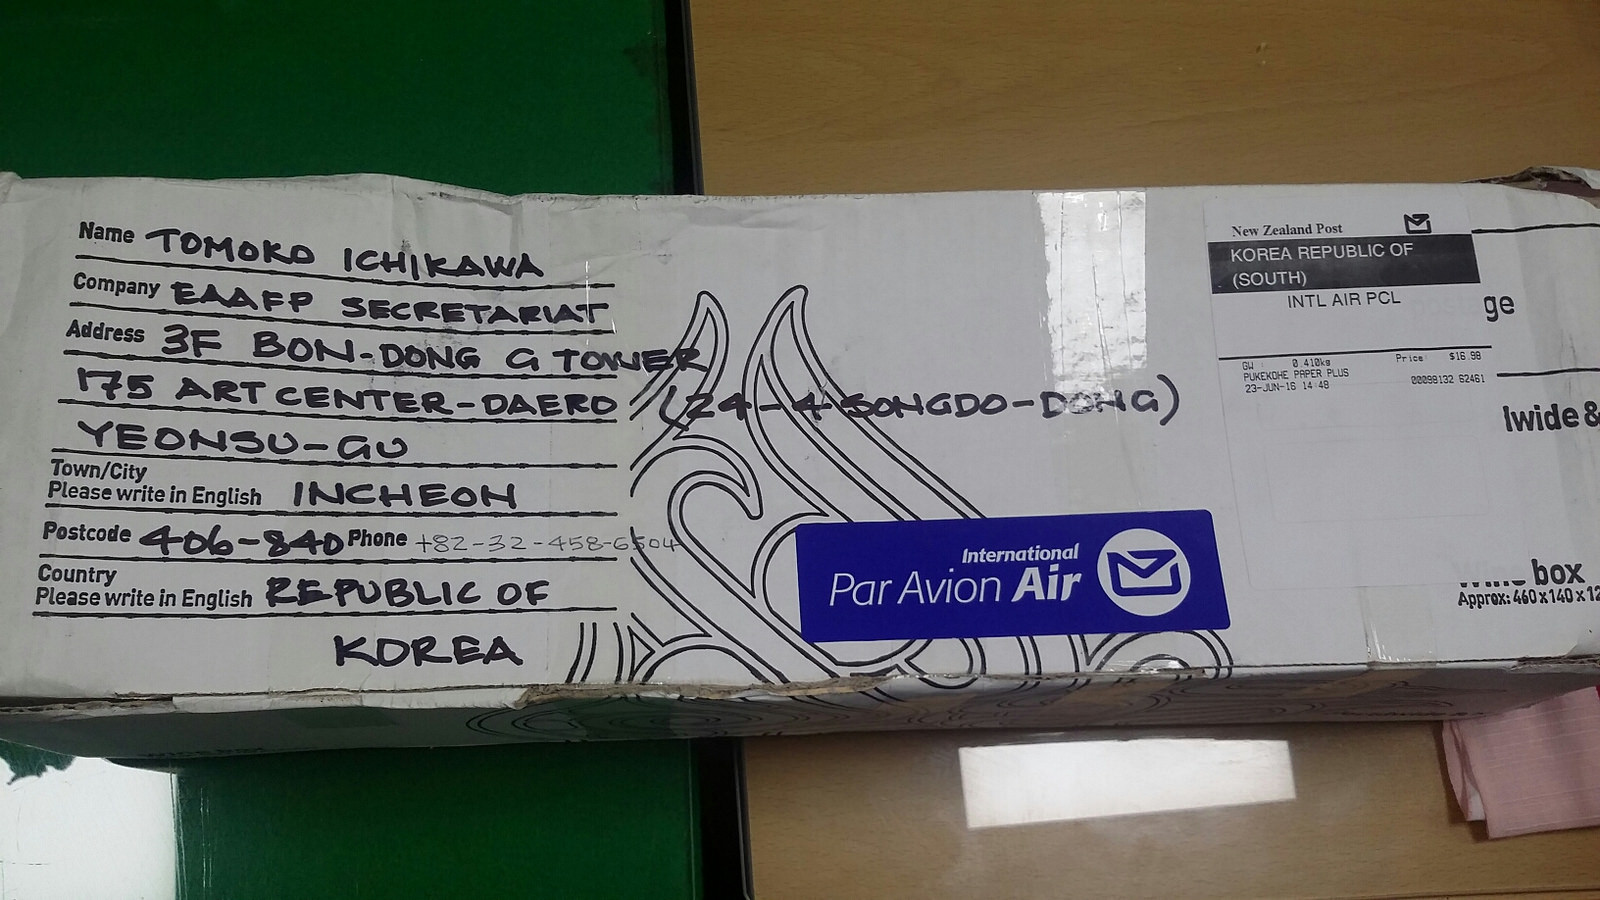 Name TOMOKO ICHIKAWA
Company EAAFP SECRETARIAT
Address 3F BON-DONG G TOWER
175 ART CENTER-DAERO (24-4 SONGDO-DONG)
YEONSU-GU
Town/City
Please write in English INCHEON
Postcode 406-840 Phone +82-32-458-6504
Country
Please write in English REPUBLIC OF
KOREA
International
Par Avion Air
New Zealand Post
KOREA REPUBLIC OF
(SOUTH)
INTL AIR PCL
GW 0.410kg Price: $16.98
PUKEKOHE PAPER PLUS
23-JUN-16 14:48 00098132 62461
ge
lwide &
box
Approx: 460 x 140 x 12